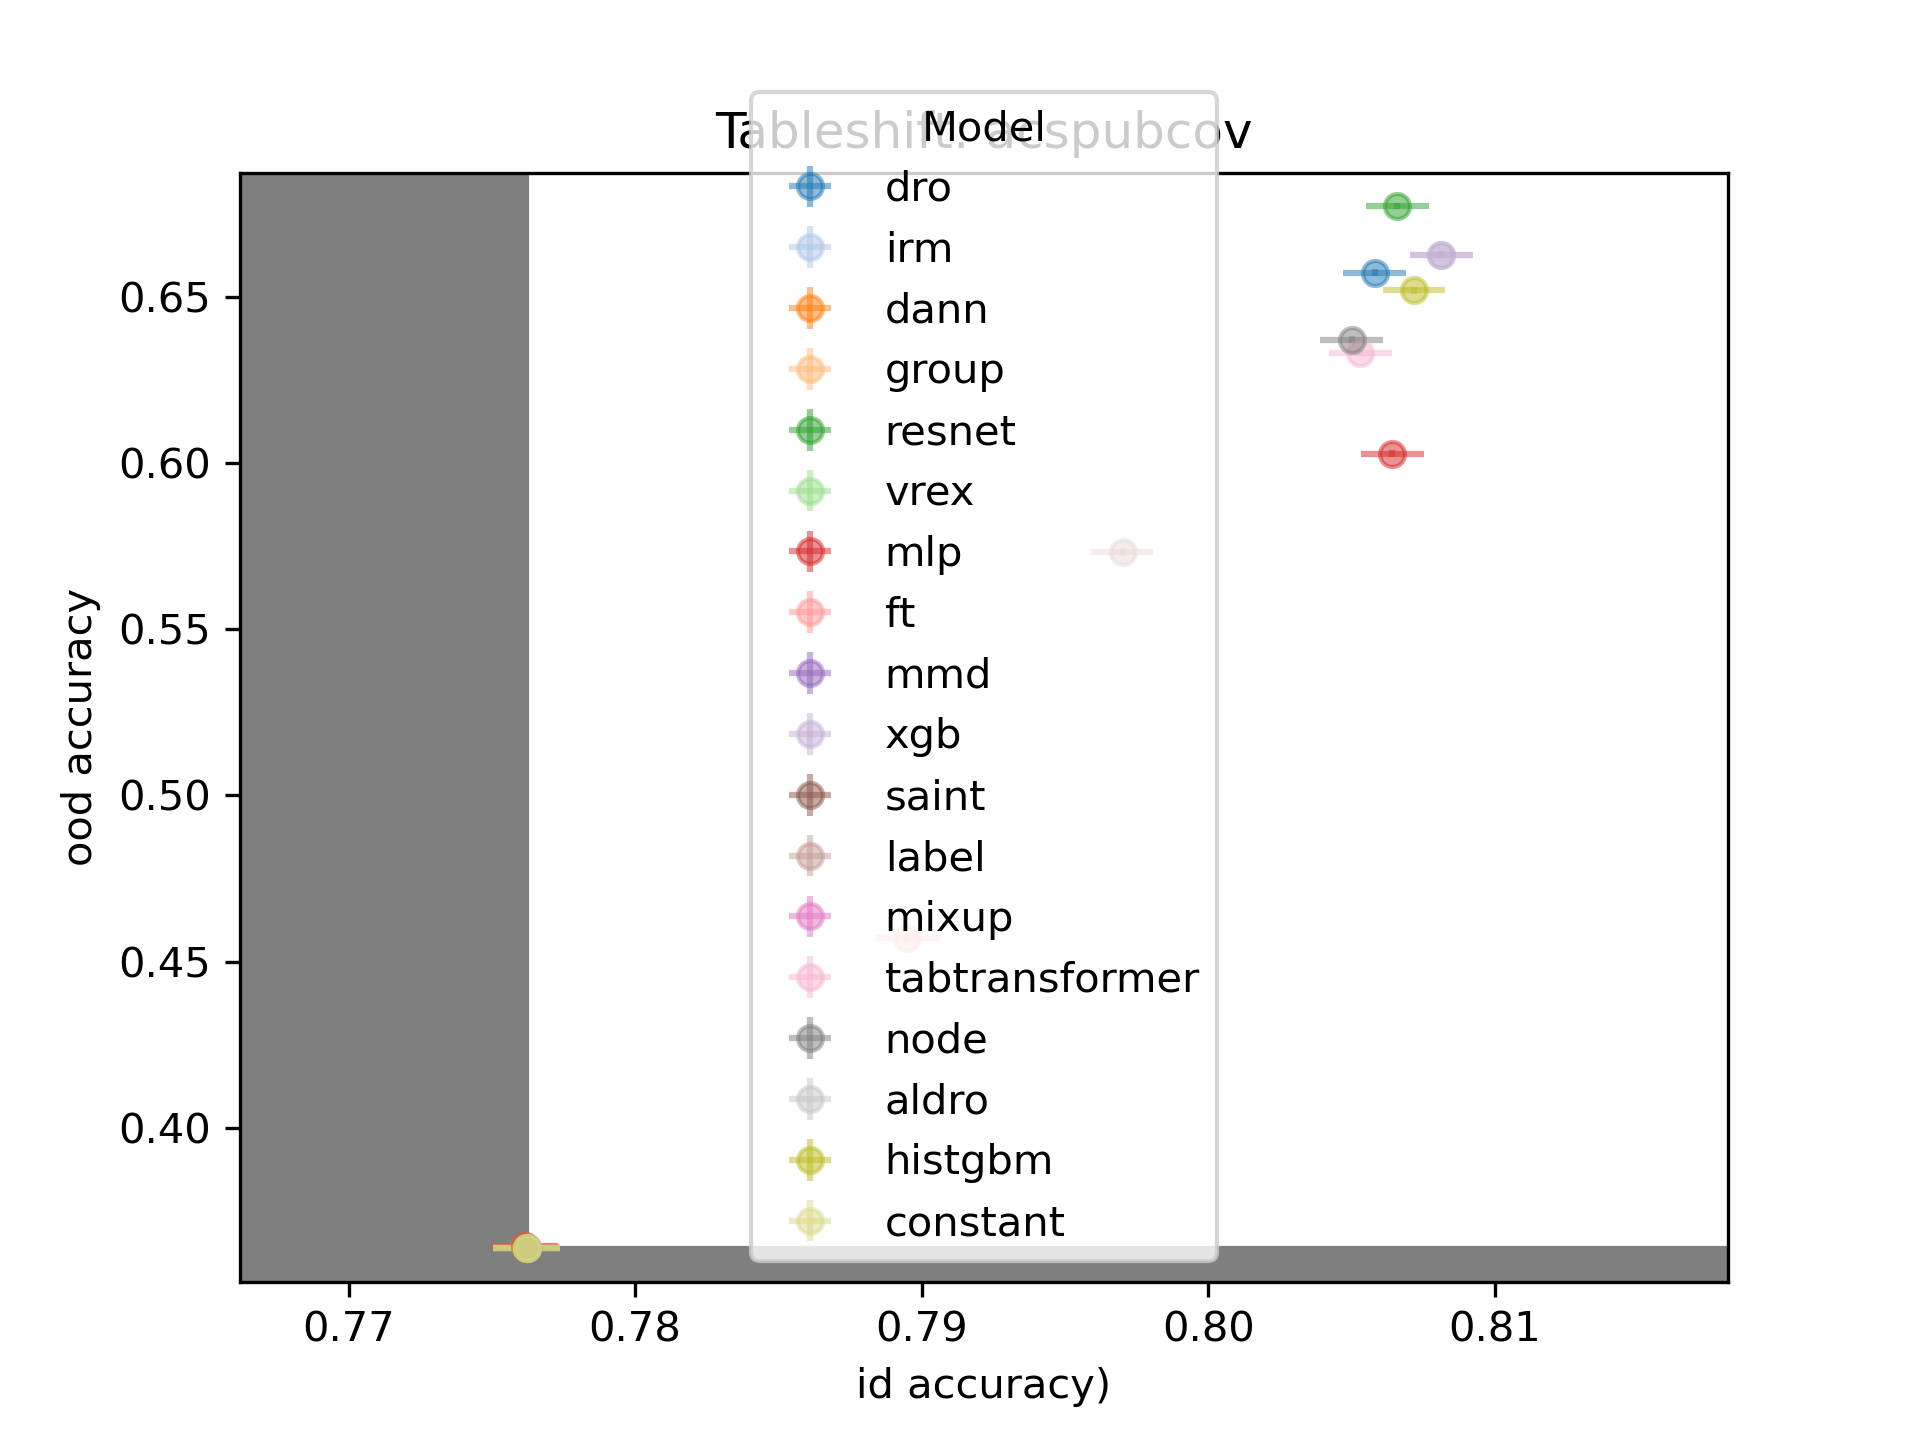 Tableshift: acspubcov
Model
dro
irm
dann
group
resnet
vrex
mlp
ft
mmd
xgb
saint
label
mixup
tabtransformer
node
aldro
histgbm
constant
ood accuracy
0.65
0.60
0.55
0.50
0.45
0.40
0.77 0.78 0.79 0.80 0.81
id accuracy)